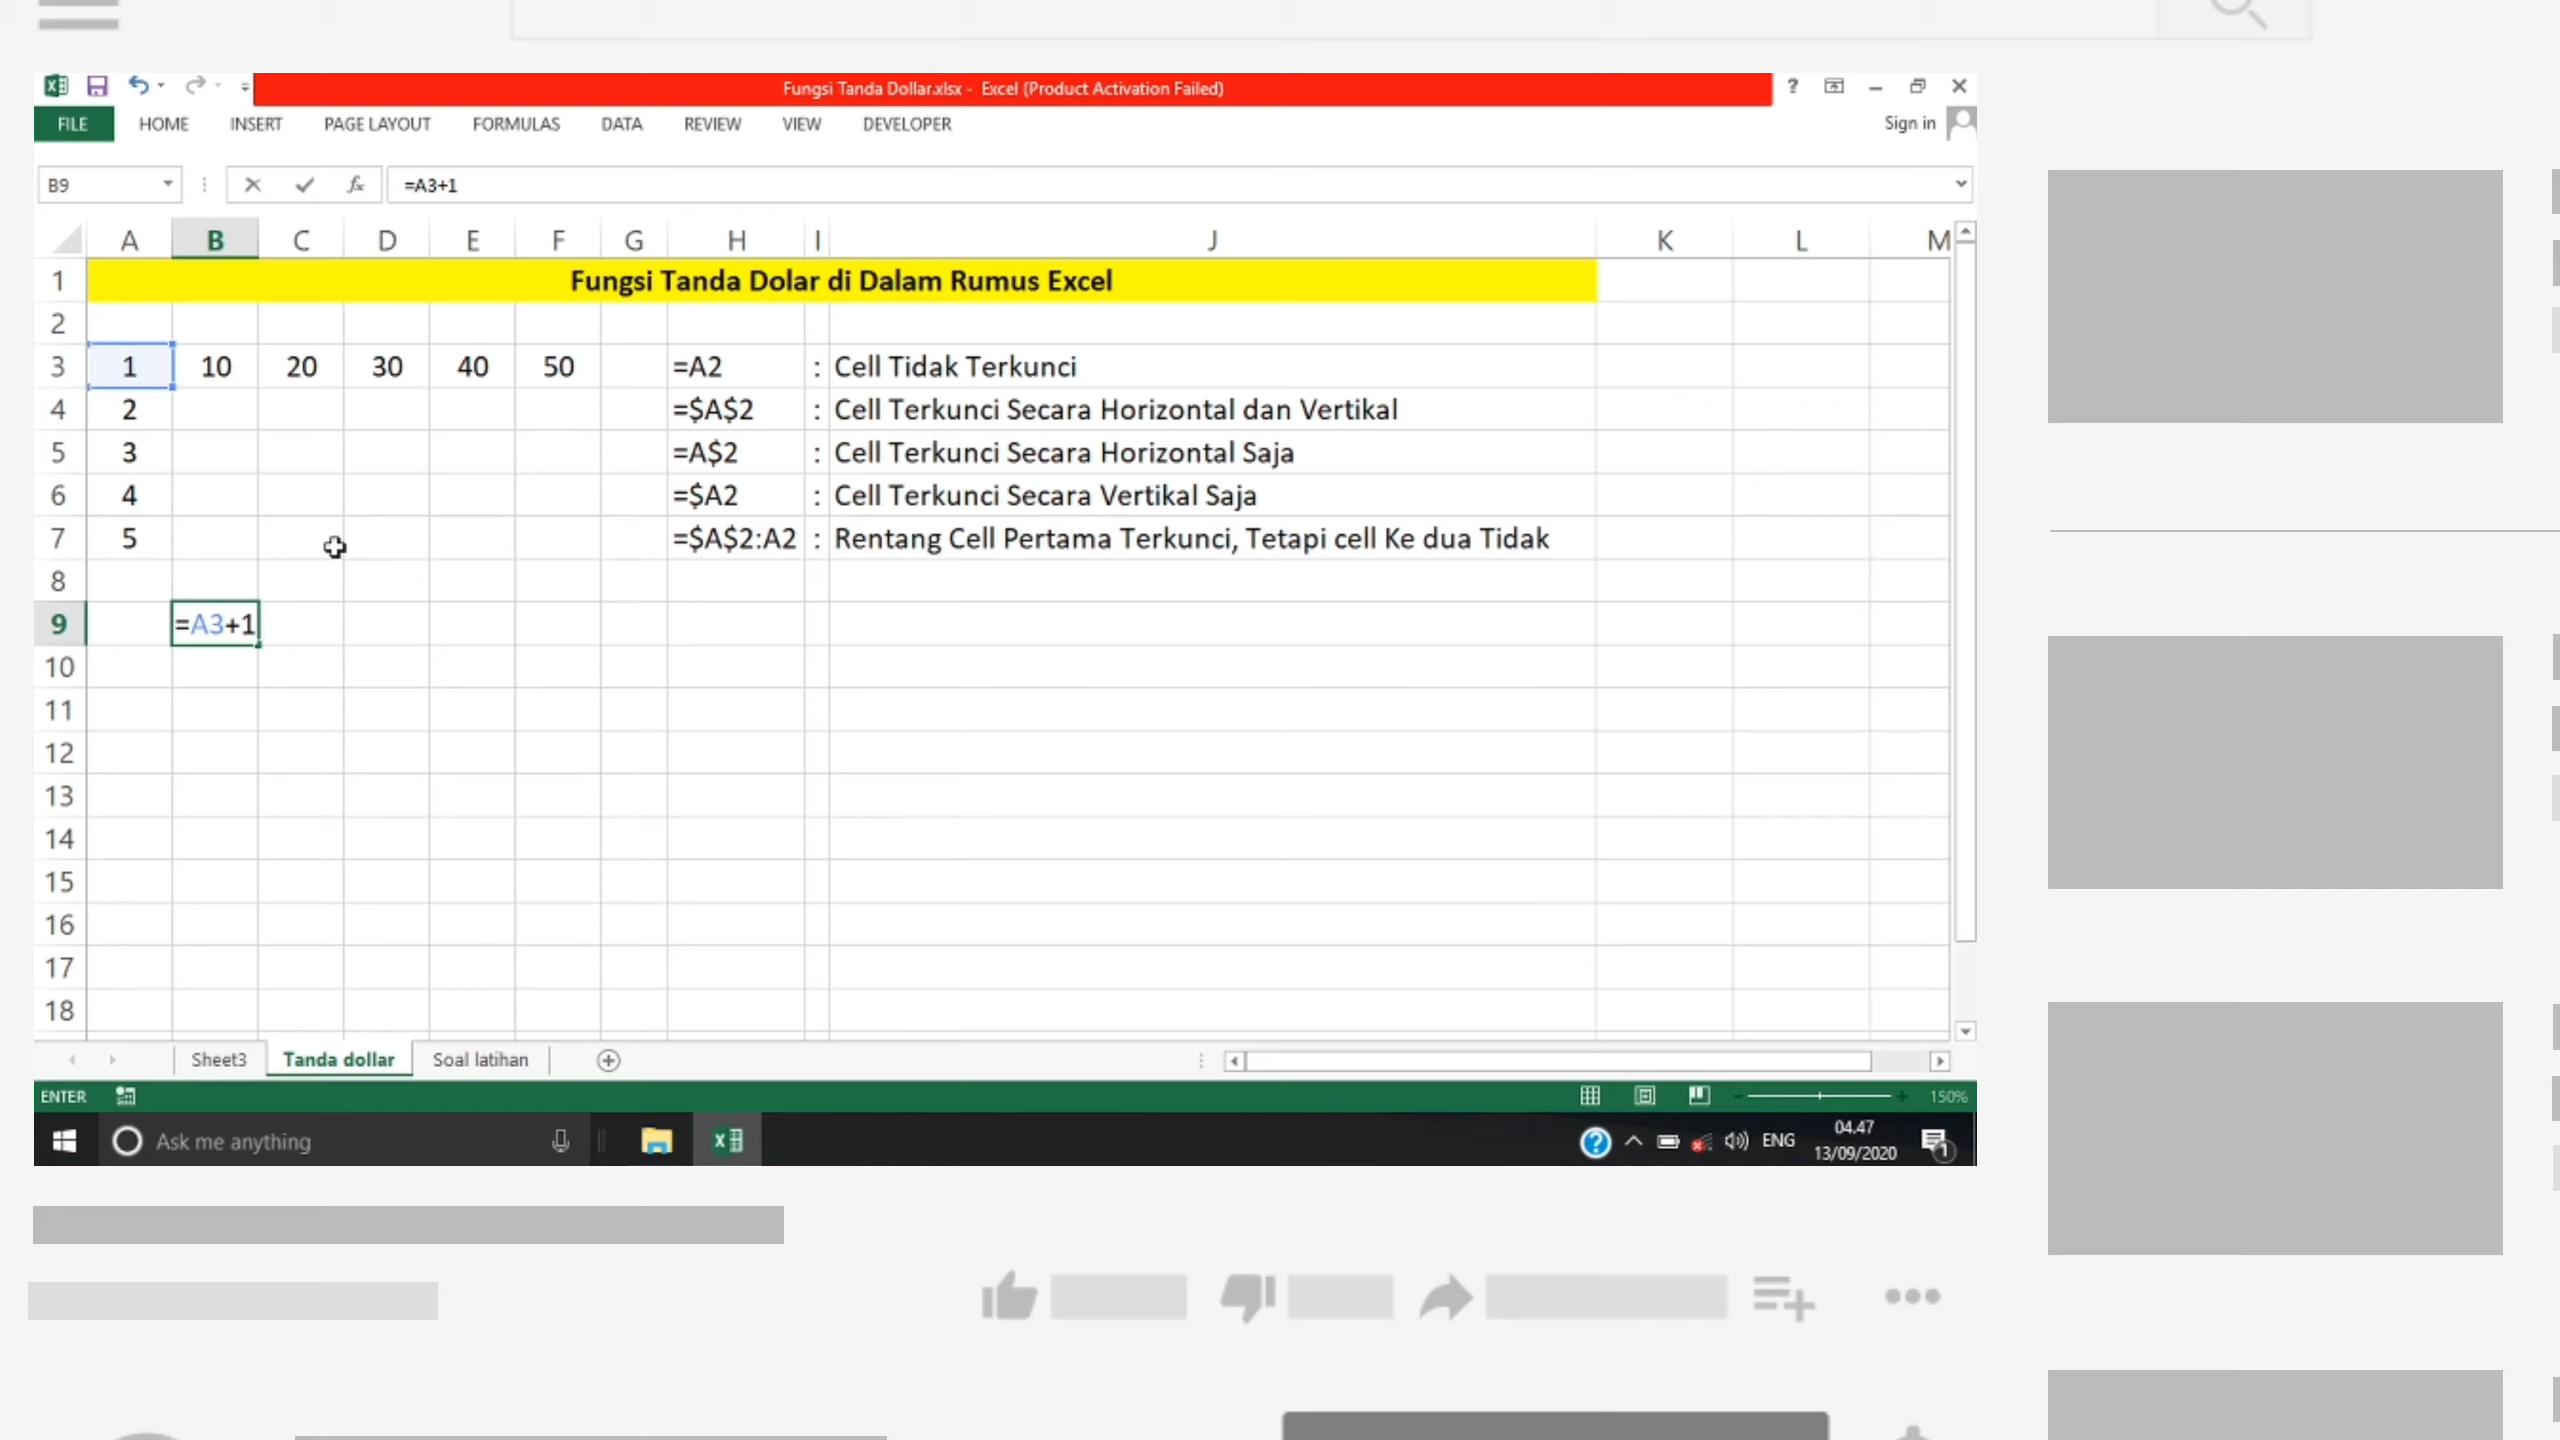 Fungsi Tanda Dollar.xlsx - Excel (Product Activation Failed)
?
FILE HOME INSERT PAGE LAYOUT FORMULAS DATA REVIEW VIEW DEVELOPER Sign in
B9 fx =A3+1
A B C D E F G H I J K L M
1 Fungsi Tanda Dolar di Dalam Rumus Excel
2
3 1 10 20 30 40 50 =A2 : Cell Tidak Terkunci
4 2 =$A$2 : Cell Terkunci Secara Horizontal dan Vertikal
5 3 =A$2 : Cell Terkunci Secara Horizontal Saja
6 4 =$A2 : Cell Terkunci Secara Vertikal Saja
7 5 =$A$2:A2 : Rentang Cell Pertama Terkunci, Tetapi cell Ke dua Tidak
8
9 =A3+1
10
11
12
13
14
15
16
17
18
Sheet3 Tanda dollar Soal latihan
ENTER 150%
Ask me anything ENG 04.47
13/09/2020 1